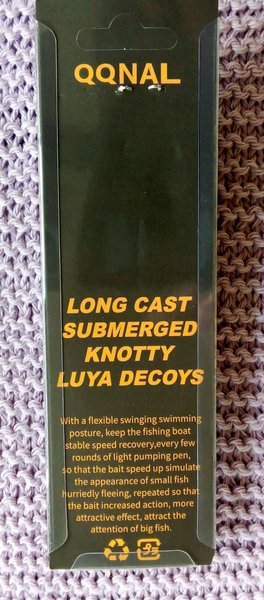 QQNAL
LONG CAST
SUBMERGED
KNOTTY
LUYA DECOYS
With a flexible swinging swimming
posture, keep the fishing boat
stable speed recovery,every few
rounds of light pumping pen,
so that the bait speed up simulate
the appearance of small fish
hurriedly fleeing, repeated so that
the bait increased action, more
attractive effect, attract the
attention of big fish.